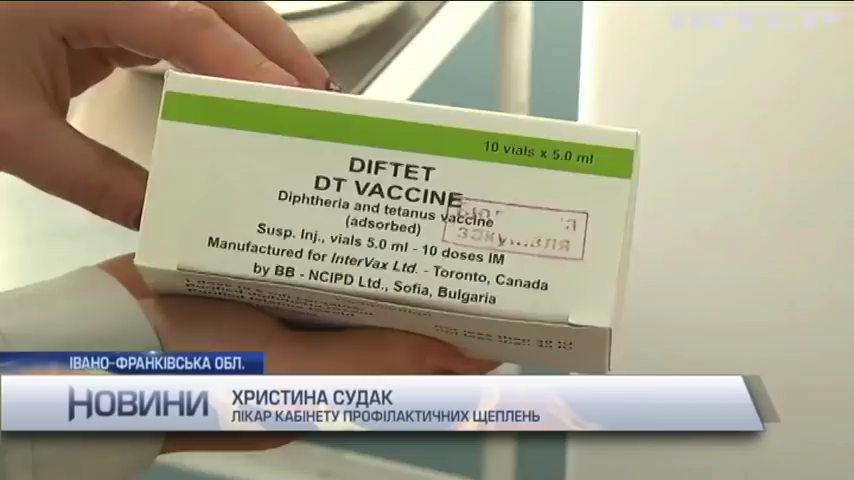 ІНТЕР
10 vials x 5.0 ml
DIFTET
DT VACCINE
Diphtheria and tetanus vaccine
(adsorbed)
Susp. Inj., vials 5.0 ml - 10 doses IM
Manufactured for InterVax Ltd. - Toronto, Canada
by BB - NCIPD Ltd., Sofia, Bulgaria
ІВАНО-ФРАНКІВСЬКА ОБЛ.
НОВИНИ
ХРИСТИНА СУДАК
ЛІКАР КАБІНЕТУ ПРОФІЛАКТИЧНИХ ЩЕПЛЕНЬ